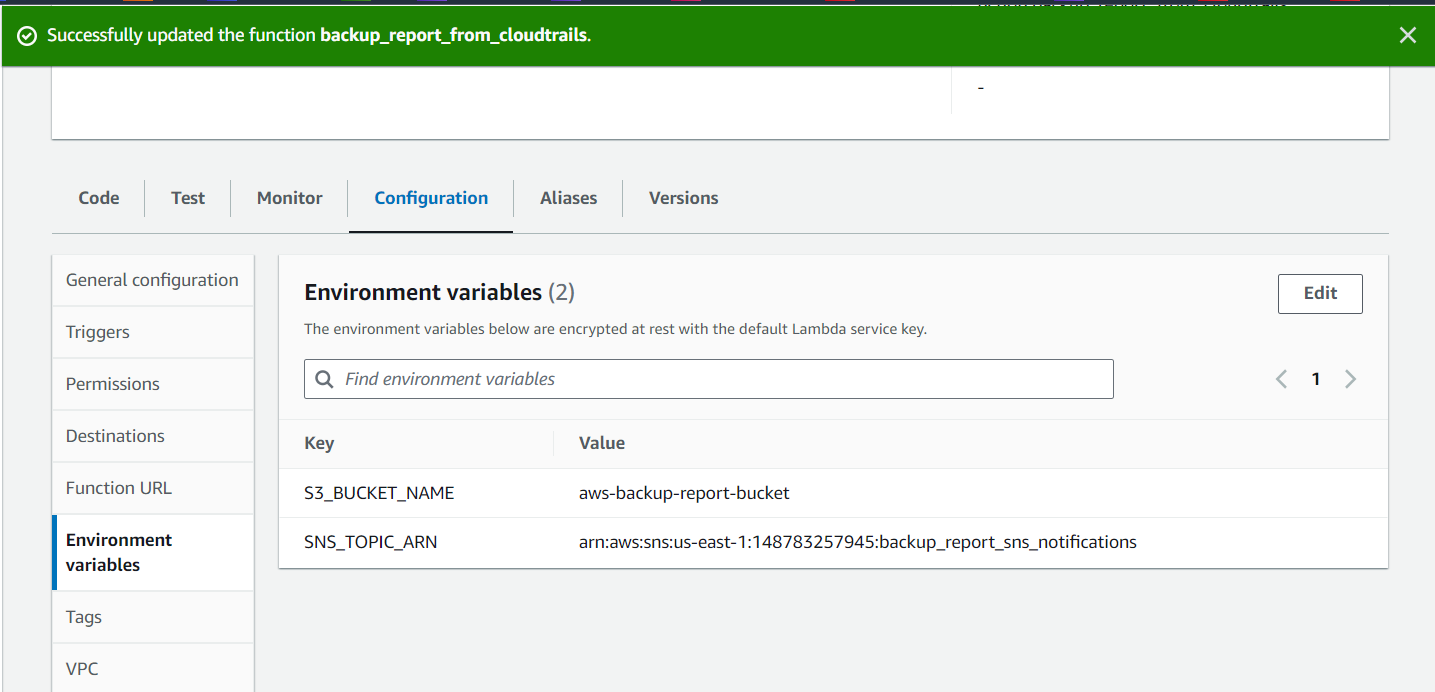 Successfully updated the function backup_report_from_cloudtrails.
-
Code
Test
Monitor
Configuration
Aliases
Versions
General configuration
Triggers
Permissions
Destinations
Function URL
Environment
variables
Tags
VPC
Environment variables (2)
Edit
The environment variables below are encrypted at rest with the default Lambda service key.
Find environment variables
1
Key Value
S3_BUCKET_NAME aws-backup-report-bucket
SNS_TOPIC_ARN arn:aws:sns:us-east-1:148783257945:backup_report_sns_notifications